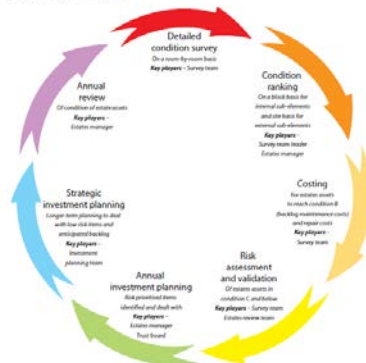 Detailed
condition survey
On a room-by-room basis
Key players – Survey team
Condition
ranking
On a block basis for
internal sub-elements
and site basis for
external sub-elements
Key players –
Survey team leader
Estates manager
Costing
For estates assets
to reach condition B
(backlog maintenance costs)
and repair costs
Key players –
Survey team
Risk
assessment
and validation
Of estates assets in
condition C and below
Key players – Survey team
Estates review team
Annual
investment planning
Risk prioritised items
identified and dealt with
Key players –
Estates manager
Trust board
Strategic
investment planning
Longer-term planning to deal
with low risk items and
anticipated backlog
Key players –
Investment
planning team
Annual
review
Of condition of estate assets
Key players –
Estates manager